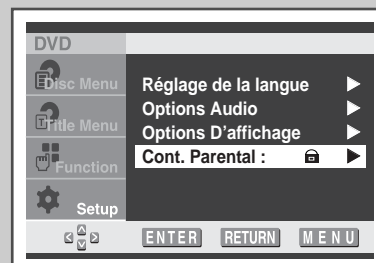 DVD
Disc Menu
Title Menu
Function
Setup
Réglage de la langue
Options Audio
Options D'affichage
Cont. Parental :
ENTER RETURN MENU